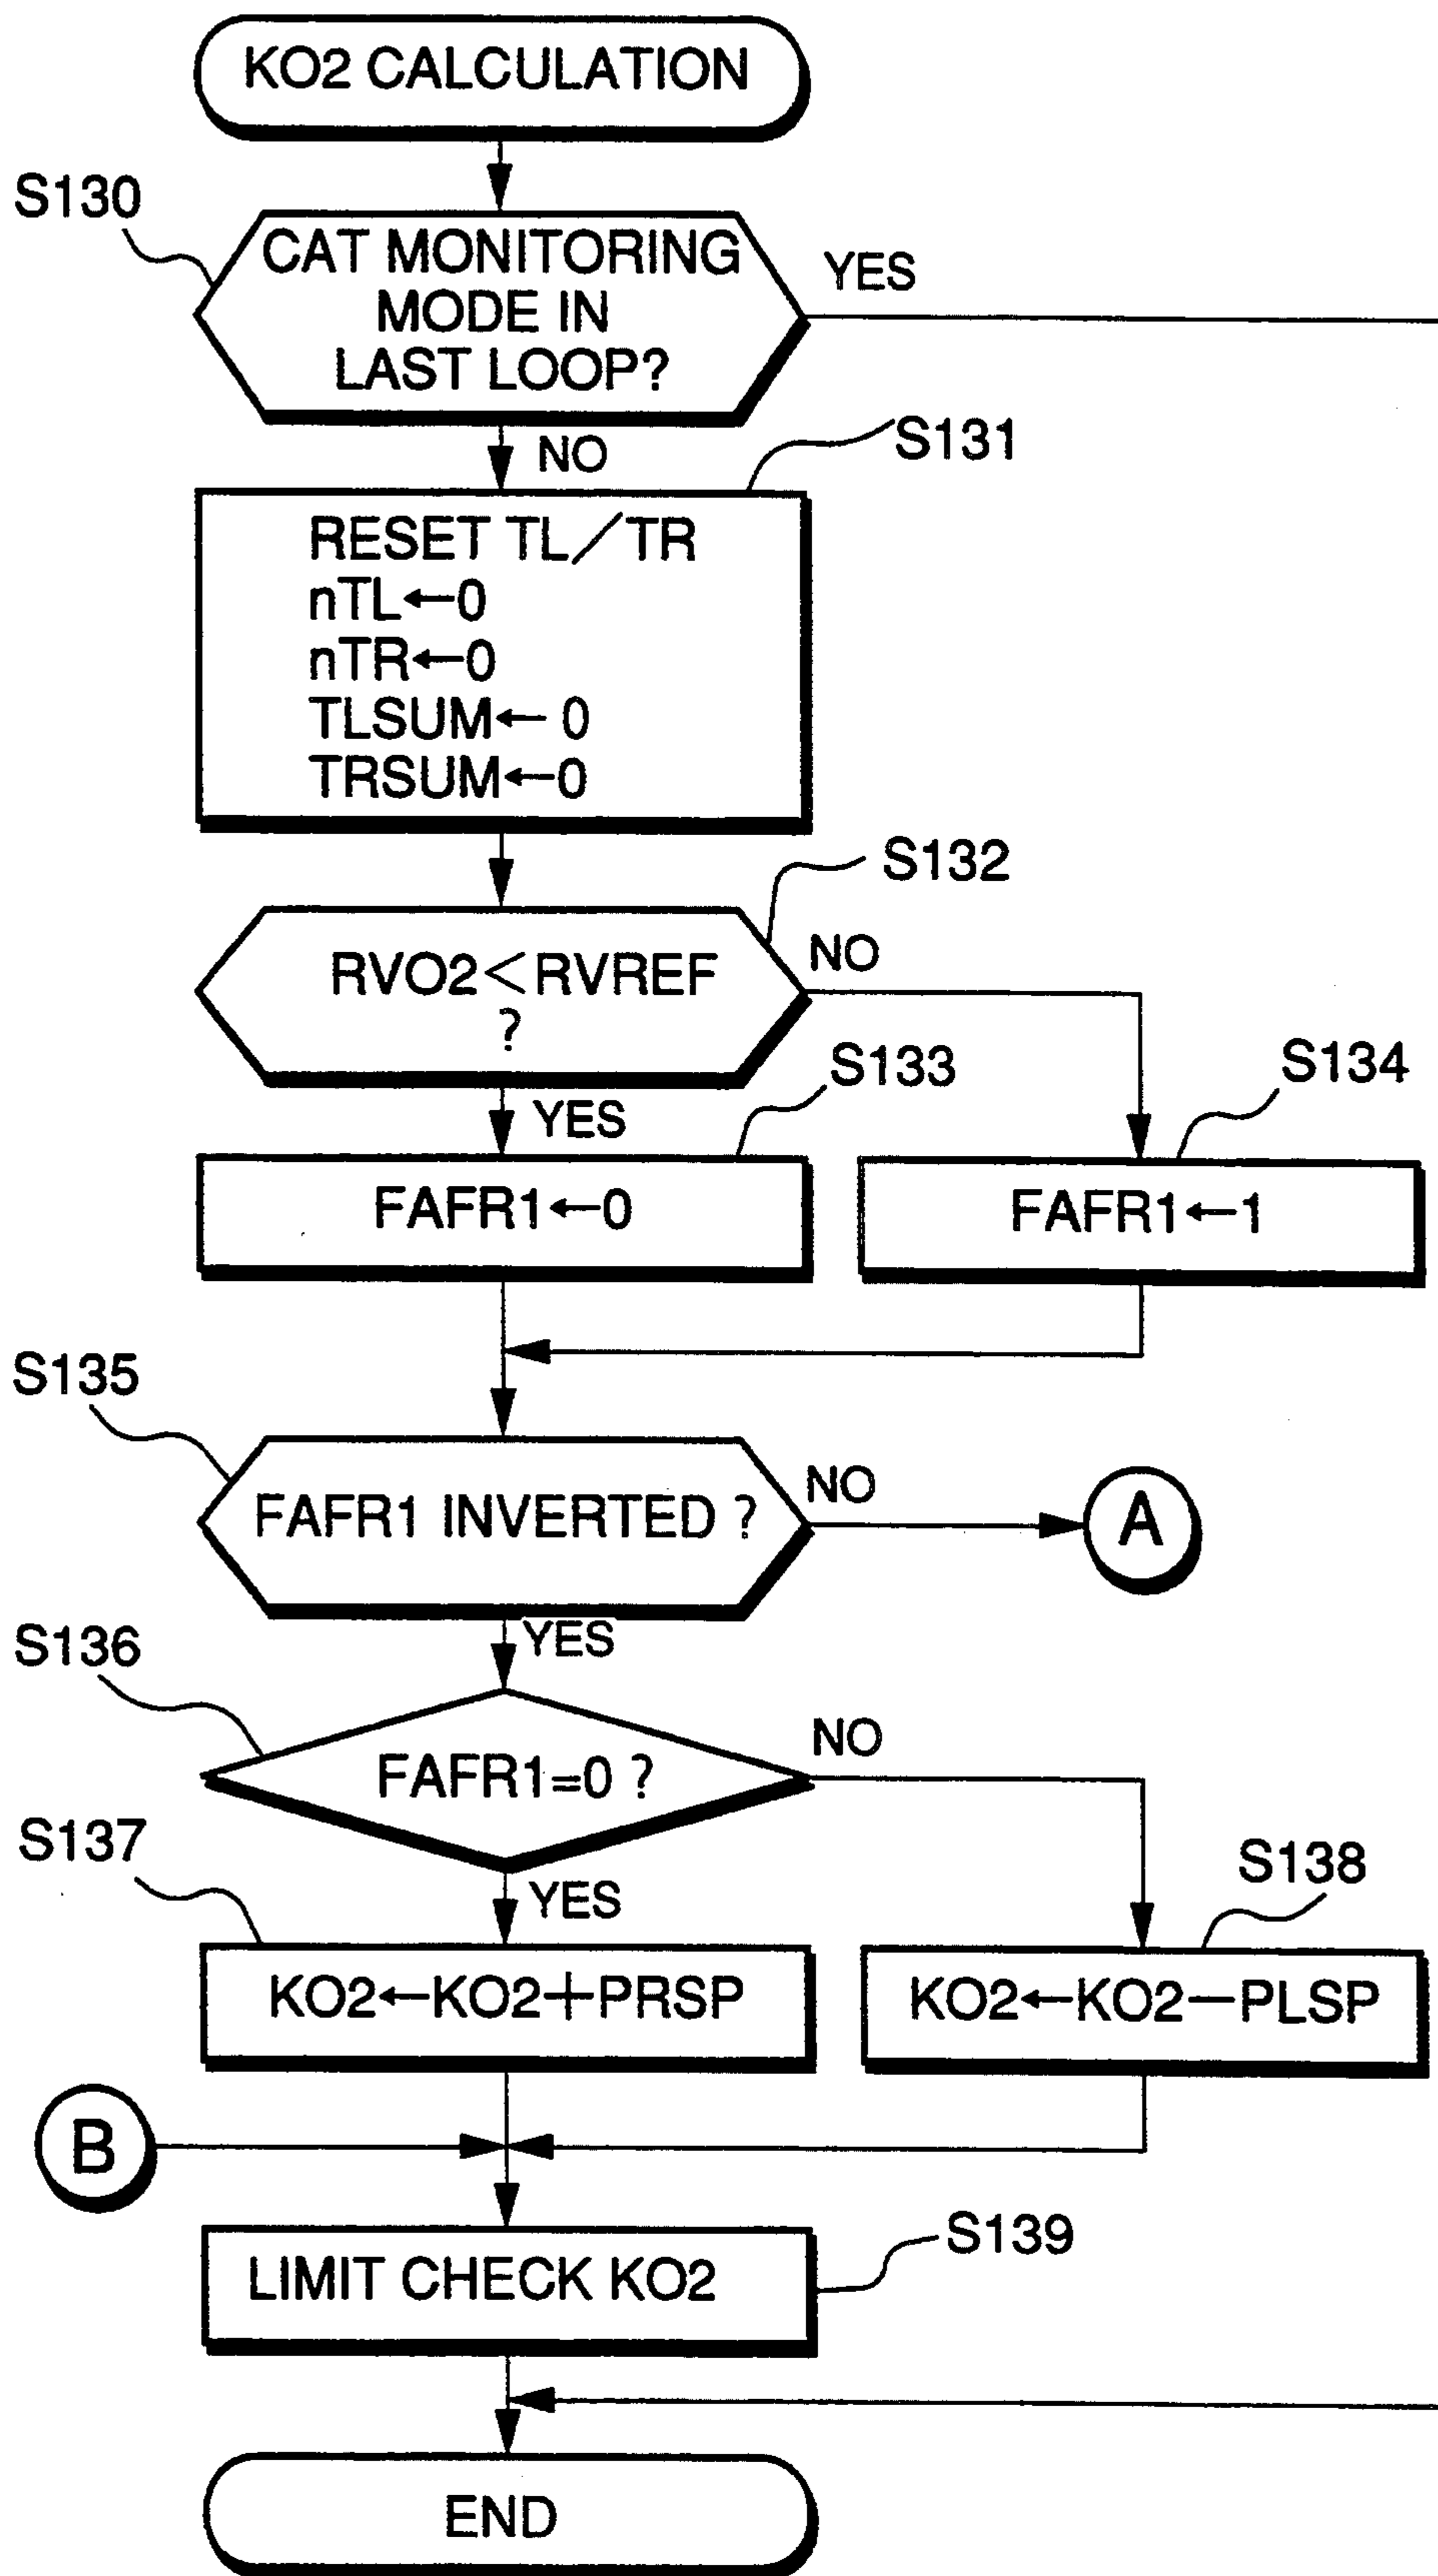 KO2 CALCULATION
S130
CAT MONITORING
MODE IN
LAST LOOP?
YES
NO
S131
RESET TL/TR
nTL←0
nTR←0
TLSUM← 0
TRSUM←0
S132
RVO2<RVREF
?
NO
YES
S133
S134
FAFR1←0
FAFR1←1
S135
FAFR1 INVERTED ?
NO
A
YES
S136
FAFR1=0 ?
NO
YES
S137
S138
KO2←KO2+PRSP
KO2←KO2−PLSP
B
LIMIT CHECK KO2
S139
END